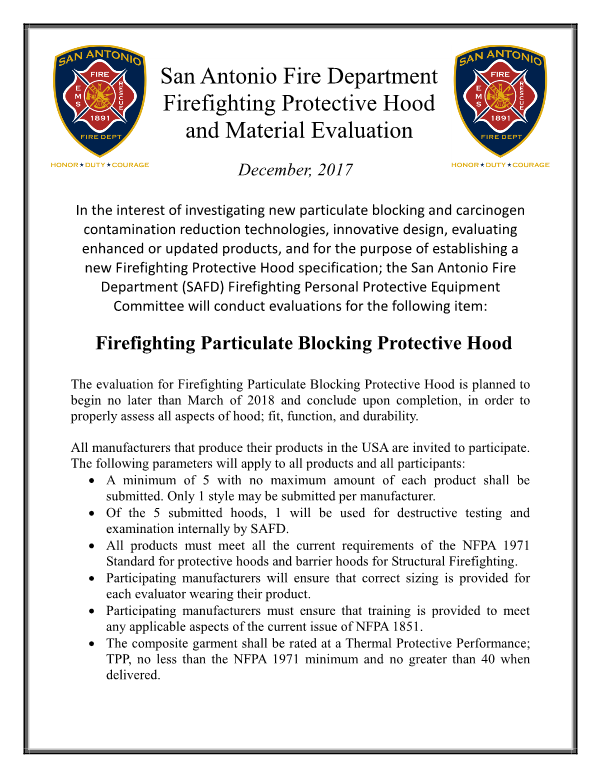 SAN ANTONIO
FIRE
EMS
RESCUE
1891
FIRE DEPT
HONOR★DUTY★COURAGE
San Antonio Fire Department
Firefighting Protective Hood
and Material Evaluation
December, 2017
SAN ANTONIO
FIRE
EMS
RESCUE
1891
FIRE DEPT
HONOR★DUTY★COURAGE
In the interest of investigating new particulate blocking and carcinogen
contamination reduction technologies, innovative design, evaluating
enhanced or updated products, and for the purpose of establishing a
new Firefighting Protective Hood specification; the San Antonio Fire
Department (SAFD) Firefighting Personal Protective Equipment
Committee will conduct evaluations for the following item:
Firefighting Particulate Blocking Protective Hood
The evaluation for Firefighting Particulate Blocking Protective Hood is planned to
begin no later than March of 2018 and conclude upon completion, in order to
properly assess all aspects of hood; fit, function, and durability.
All manufacturers that produce their products in the USA are invited to participate.
The following parameters will apply to all products and all participants:
• A minimum of 5 with no maximum amount of each product shall be
submitted. Only 1 style may be submitted per manufacturer.
• Of the 5 submitted hoods, 1 will be used for destructive testing and
examination internally by SAFD.
• All products must meet all the current requirements of the NFPA 1971
Standard for protective hoods and barrier hoods for Structural Firefighting.
• Participating manufacturers will ensure that correct sizing is provided for
each evaluator wearing their product.
• Participating manufacturers must ensure that training is provided to meet
any applicable aspects of the current issue of NFPA 1851.
• The composite garment shall be rated at a Thermal Protective Performance;
TPP, no less than the NFPA 1971 minimum and no greater than 40 when
delivered.